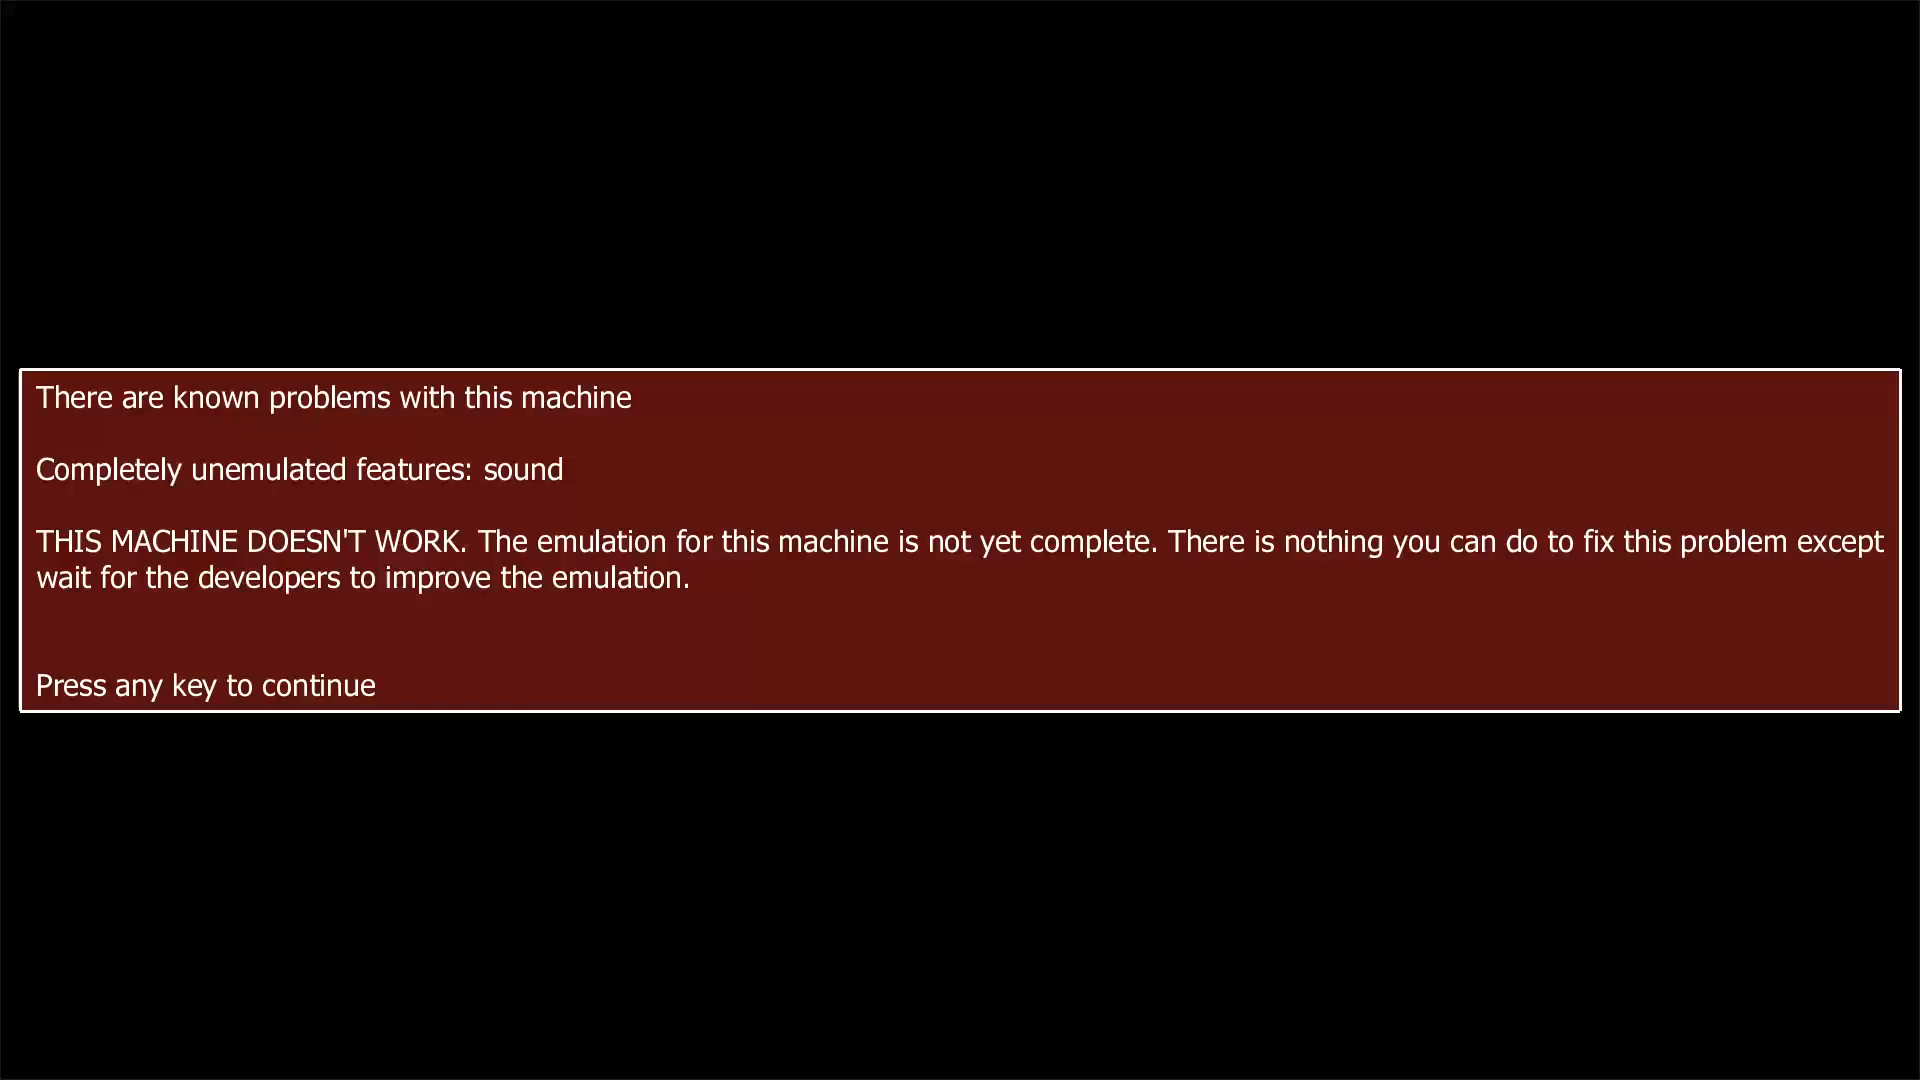 There are known problems with this machine
Completely unemulated features: sound
THIS MACHINE DOESN'T WORK. The emulation for this machine is not yet complete. There is nothing you can do to fix this problem except
wait for the developers to improve the emulation.
Press any key to continue